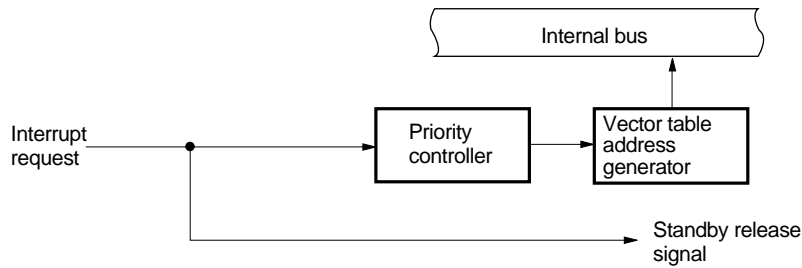 Internal bus
Interrupt
request
Priority
controller
Vector table
address
generator
Standby release
signal